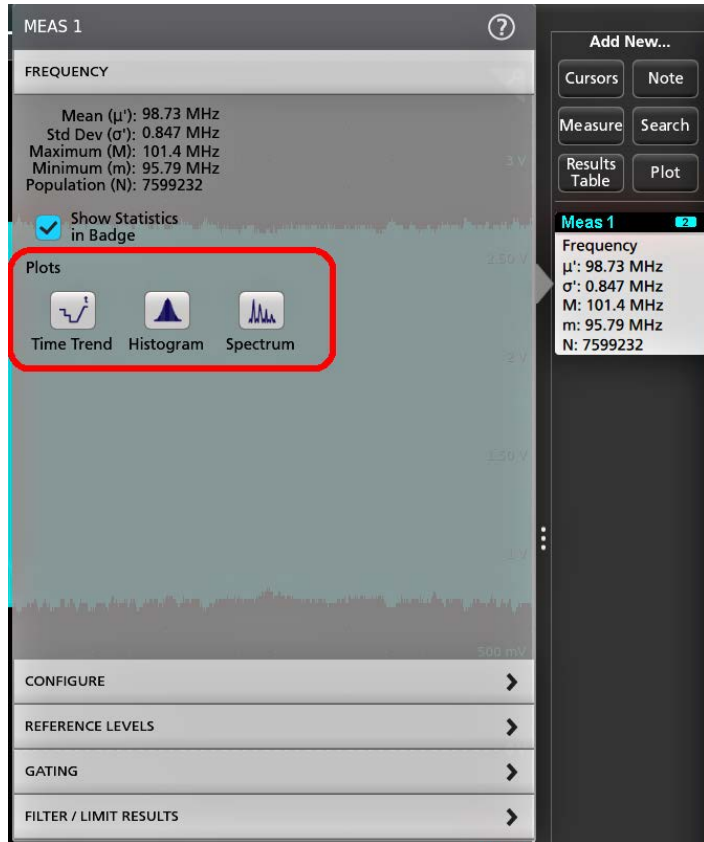 MEAS 1
?
FREQUENCY
Mean (µ'): 98.73 MHz
Std Dev (σ'): 0.847 MHz
Maximum (M): 101.4 MHz
Minimum (m): 95.79 MHz
Population (N): 7599232
Show Statistics
in Badge
Plots
Time Trend
Histogram
Spectrum
3 V
2.50 V
2 V
1.50 V
1 V
500 mV
CONFIGURE
REFERENCE LEVELS
GATING
FILTER / LIMIT RESULTS
Add New...
Cursors
Note
Measure
Search
Results
Table
Plot
Meas 1
2
Frequency
µ': 98.73 MHz
σ': 0.847 MHz
M: 101.4 MHz
m: 95.79 MHz
N: 7599232